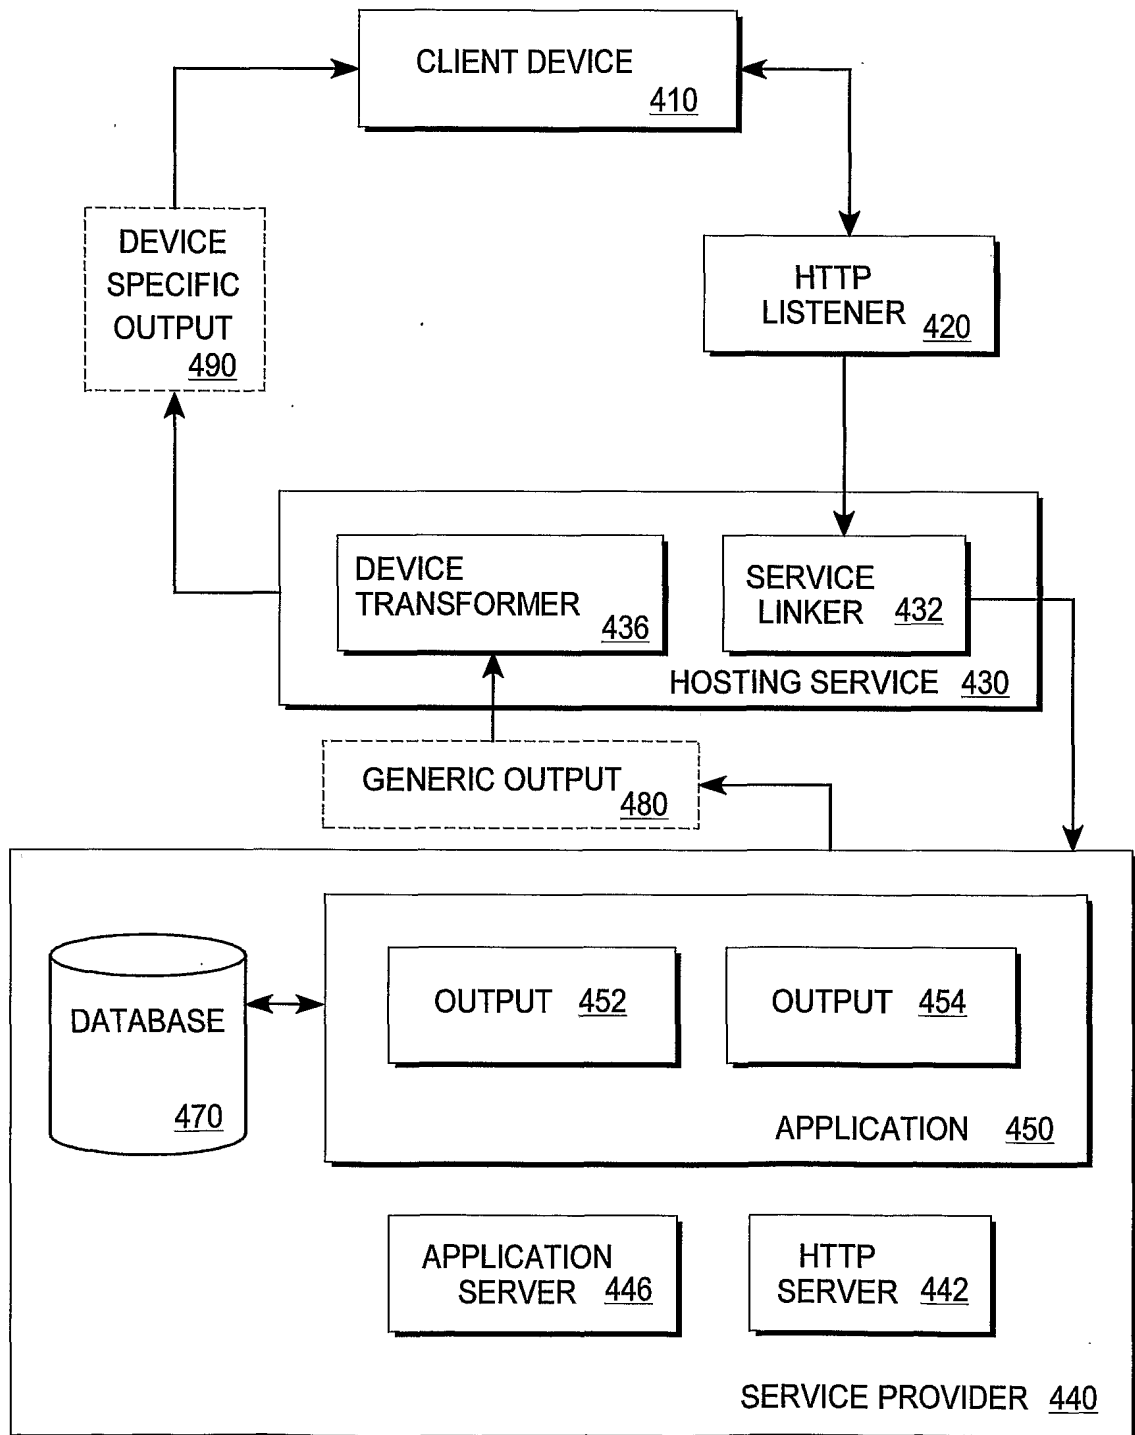 CLIENT DEVICE
410
DEVICE
SPECIFIC
OUTPUT
490
HTTP
LISTENER 420
DEVICE
TRANSFORMER 436
SERVICE
LINKER 432
HOSTING SERVICE 430
GENERIC OUTPUT 480
DATABASE
470
OUTPUT 452
OUTPUT 454
APPLICATION 450
APPLICATION
SERVER 446
HTTP
SERVER 442
SERVICE PROVIDER 440